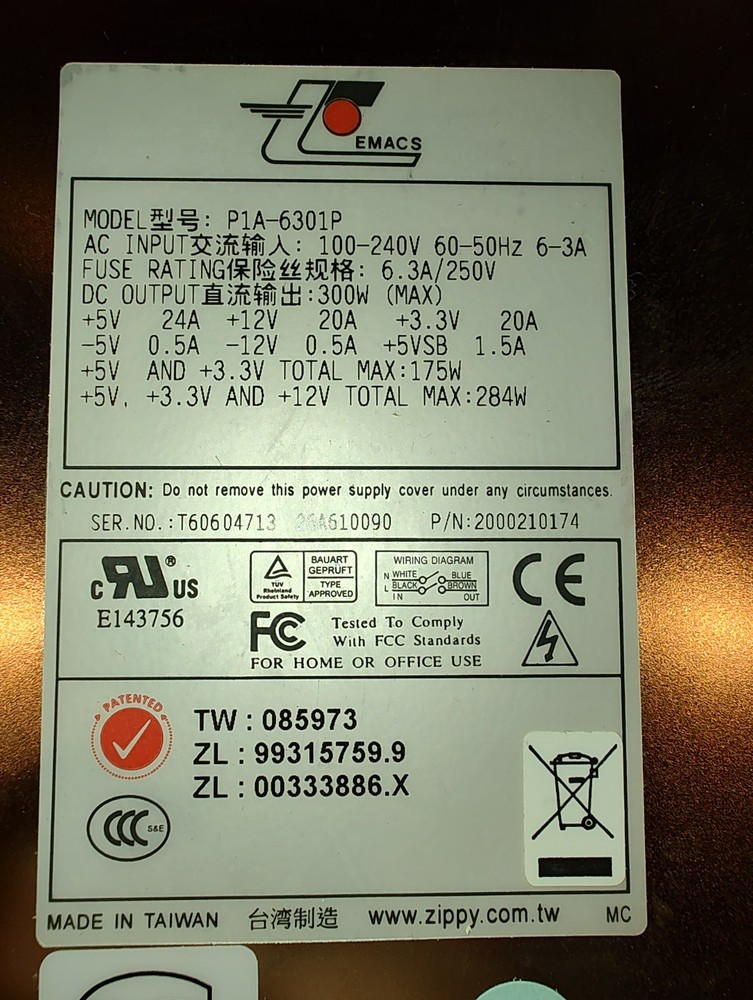 EMACS
MODEL型号: P1A-6301P
AC INPUT交流输入: 100-240V 60-50Hz 6-3A
FUSE RATING保险丝规格: 6.3A/250V
DC OUTPUT直流输出:300W (MAX)
+5V 24A +12V 20A +3.3V 20A
-5V 0.5A -12V 0.5A +5VSB 1.5A
+5V AND +3.3V TOTAL MAX:175W
+5V, +3.3V AND +12V TOTAL MAX:284W
CAUTION: Do not remove this power supply cover under any circumstances.
SER.NO.:T60604713 610090 P/N:2000210174
c RU ® US
E143756
TÜV
Rheinland
Product Safety
BAUART
GEPRÜFT
TYPE
APPROVED
WIRING DIAGRAM
N WHITE BLUE
L BLACK BROWN
IN OUT
CE
FCC
Tested To Comply
With FCC Standards
FOR HOME OR OFFICE USE
PATENTED
TW : 085973
ZL : 99315759.9
ZL : 00333886.X
CCC S&E
MADE IN TAIWAN 台湾制造 www.zippy.com.tw MC